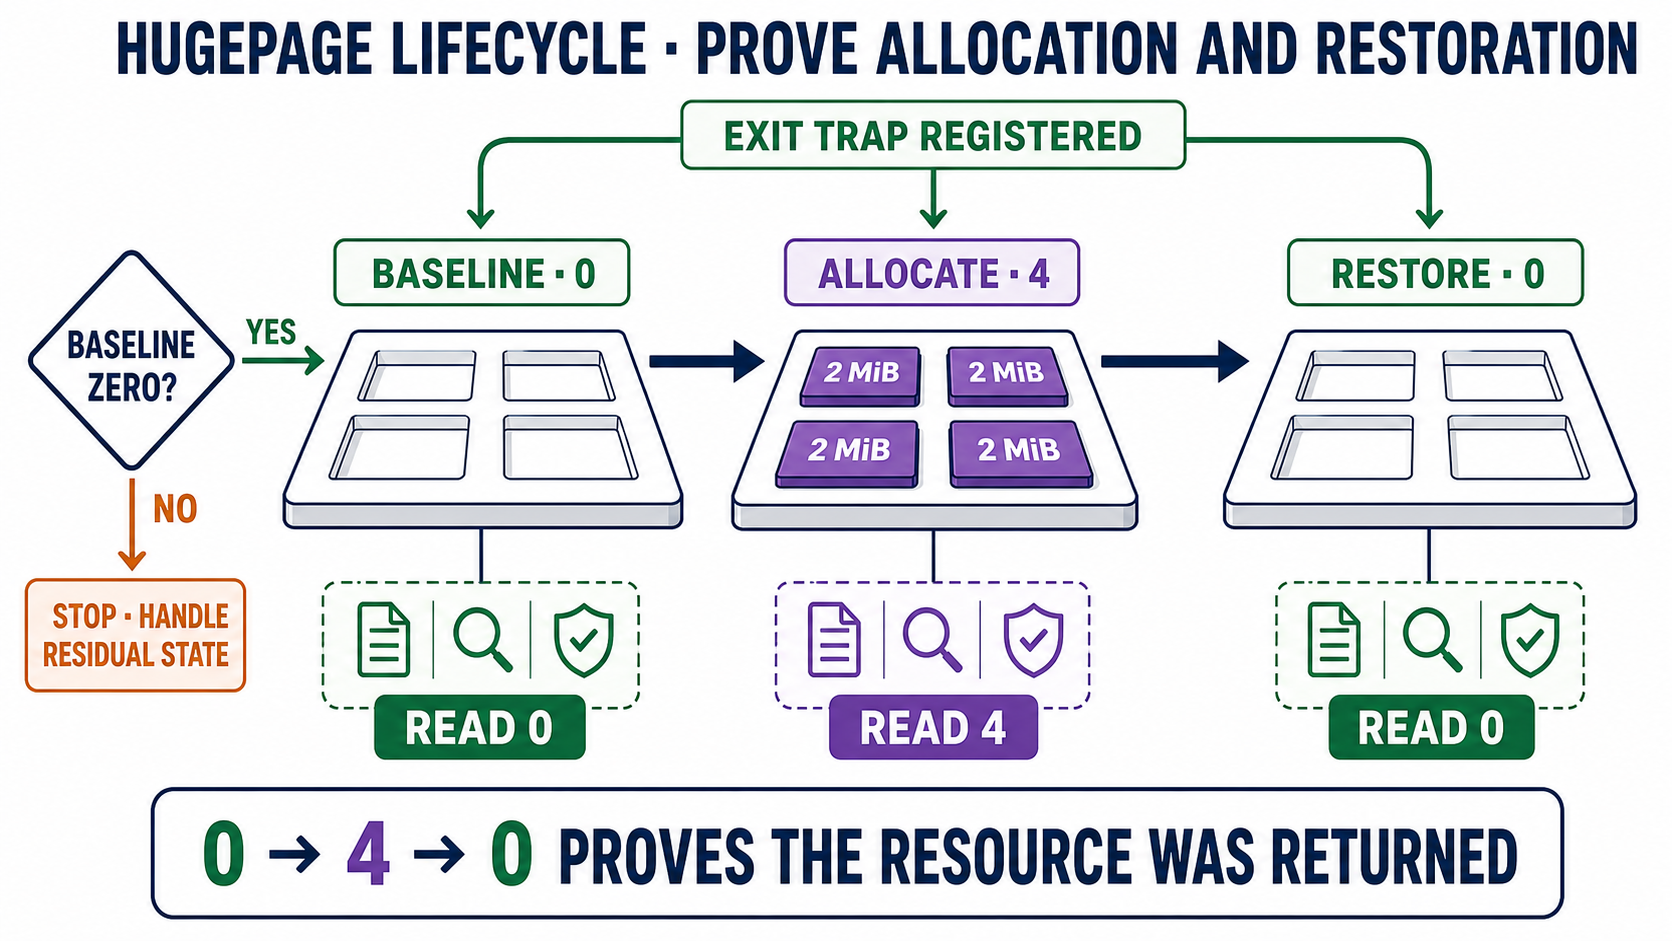 HUGEPAGE LIFECYCLE · PROVE ALLOCATION AND RESTORATION
EXIT TRAP REGISTERED
BASELINE · 0
ALLOCATE · 4
RESTORE · 0
BASELINE
ZERO?
YES
NO
STOP · HANDLE
RESIDUAL STATE
2 MiB
2 MiB
2 MiB
2 MiB
READ 0
READ 4
READ 0
0 → 4 → 0 PROVES THE RESOURCE WAS RETURNED